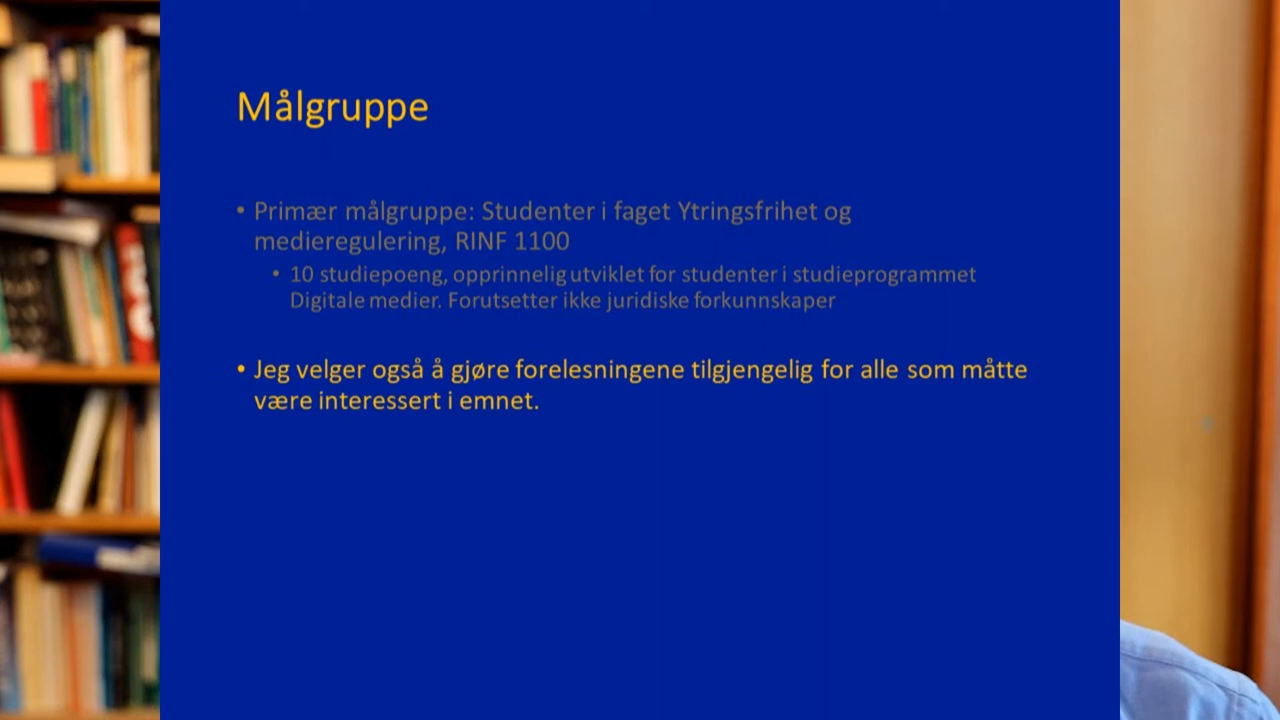 Målgruppe
• Primær målgruppe: Studenter i faget Ytringsfrihet og
medieregulering, RINF 1100
• 10 studiepoeng, opprinnelig utviklet for studenter i studieprogrammet
Digitale medier. Forutsetter ikke juridiske forkunnskaper
• Jeg velger også å gjøre forelesningene tilgjengelig for alle som måtte
være interessert i emnet.